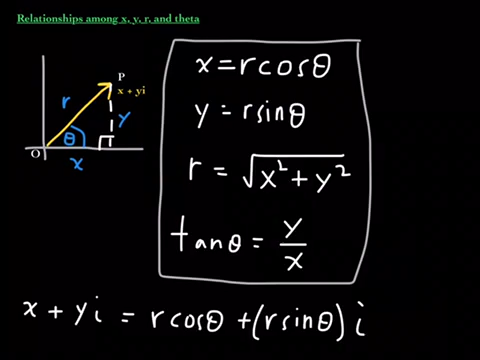 Relationships among x, y, r, and theta
P
x + yi
r
y
θ
O
x
x = r cos θ
y = r sin θ
r = √(x² + y²)
tan θ = y/x
x + yi = r cos θ + (r sin θ) i